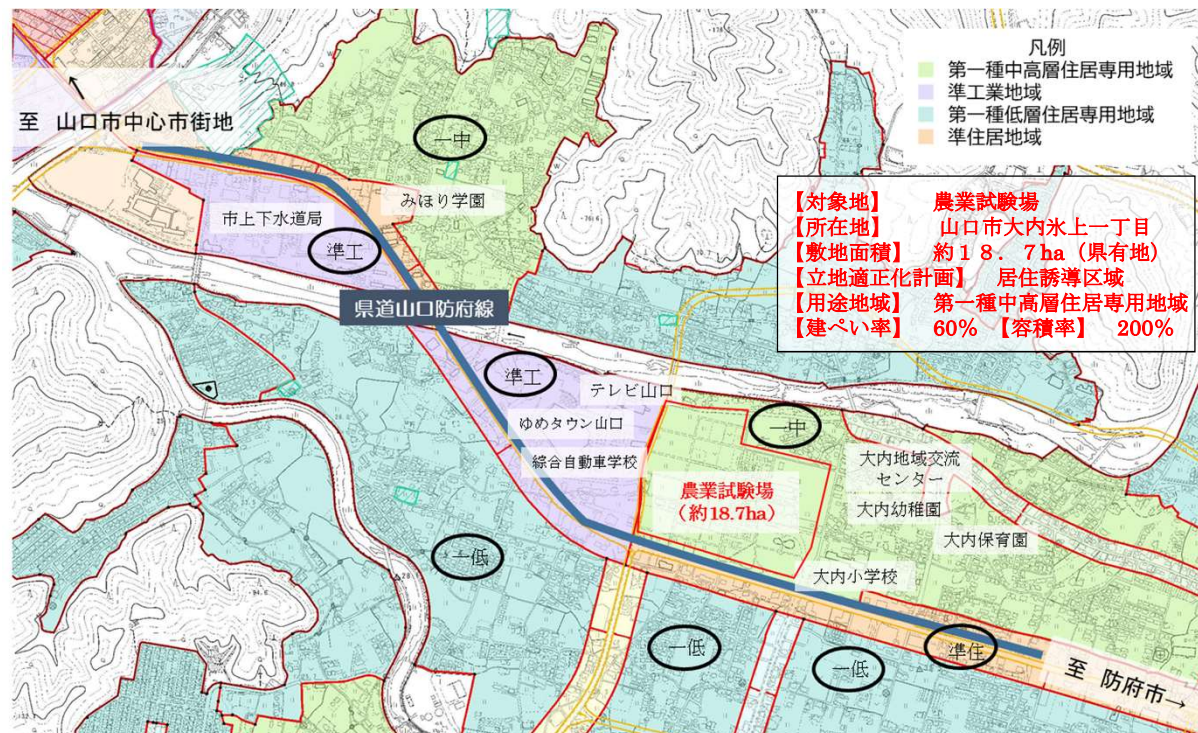 凡例
第一種中高層住居専用地域
準工業地域
第一種低層住居専用地域
準住居地域
↑
至 山口市中心市街地
一中
みほり学園
市上下水道局
準工
県道山口防府線
【対象地】 農業試験場
【所在地】 山口市大内氷上一丁目
【敷地面積】 約18.7ha(県有地)
【立地適正化計画】 居住誘導区域
【用途地域】 第一種中高層住居専用地域
【建ぺい率】 60% 【容積率】 200%
準工
テレビ山口
ゆめタウン山口
綜合自動車学校
一中
農業試験場
(約18.7ha)
大内地域交流
センター
大内幼稚園
大内保育園
大内小学校
一低
一低
一低
準住
至 防府市→